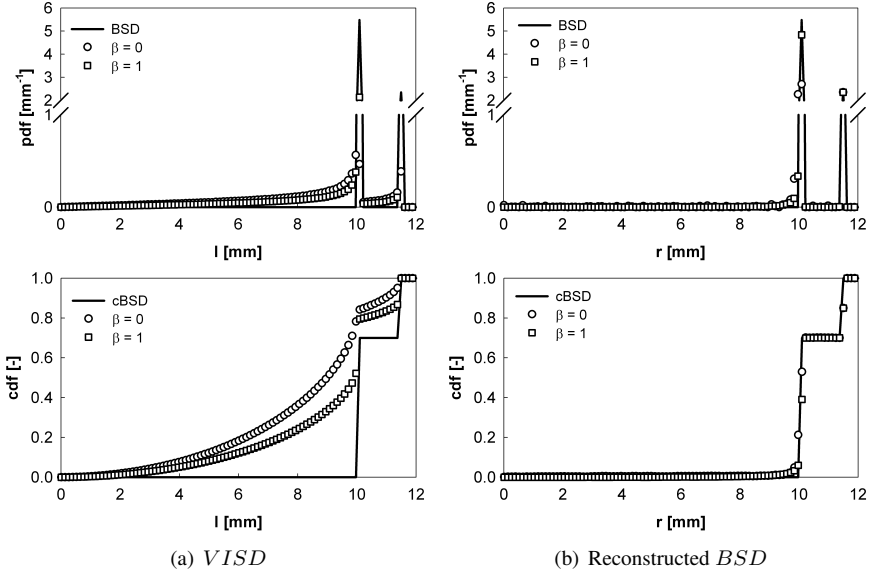 pdf [mm⁻¹]
6
5
4
3
2
1
0
BSD
β = 0
β = 1
0 2 4 6 8 10 12
l [mm]
pdf [mm⁻¹]
6
5
4
3
2
1
0
BSD
β = 0
β = 1
0 2 4 6 8 10 12
r [mm]
cdf [-]
1.0
0.8
0.6
0.4
0.2
0.0
cBSD
β = 0
β = 1
0 2 4 6 8 10 12
l [mm]
cdf [-]
1.0
0.8
0.6
0.4
0.2
0.0
cBSD
β = 0
β = 1
0 2 4 6 8 10 12
r [mm]
(a) VISD
(b) Reconstructed BSD